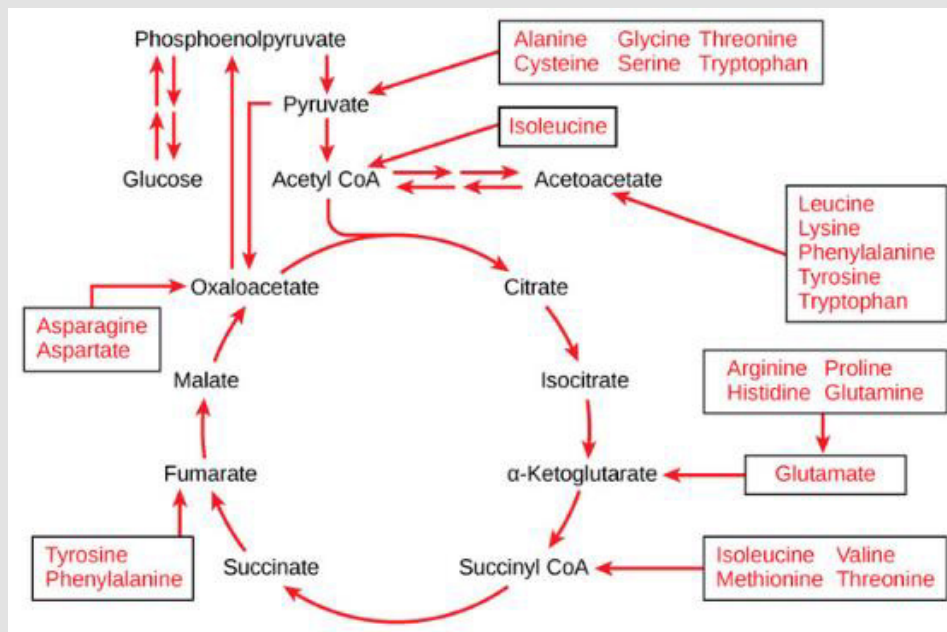 Phosphoenolpyruvate
Alanine Glycine Threonine
Cysteine Serine Tryptophan
Pyruvate
Isoleucine
Glucose
Acetyl CoA
Acetoacetate
Leucine
Lysine
Phenylalanine
Tyrosine
Tryptophan
Oxaloacetate
Citrate
Asparagine
Aspartate
Malate
Isocitrate
Arginine Proline
Histidine Glutamine
Fumarate
α-Ketoglutarate
Glutamate
Tyrosine
Phenylalanine
Succinate
Succinyl CoA
Isoleucine Valine
Methionine Threonine